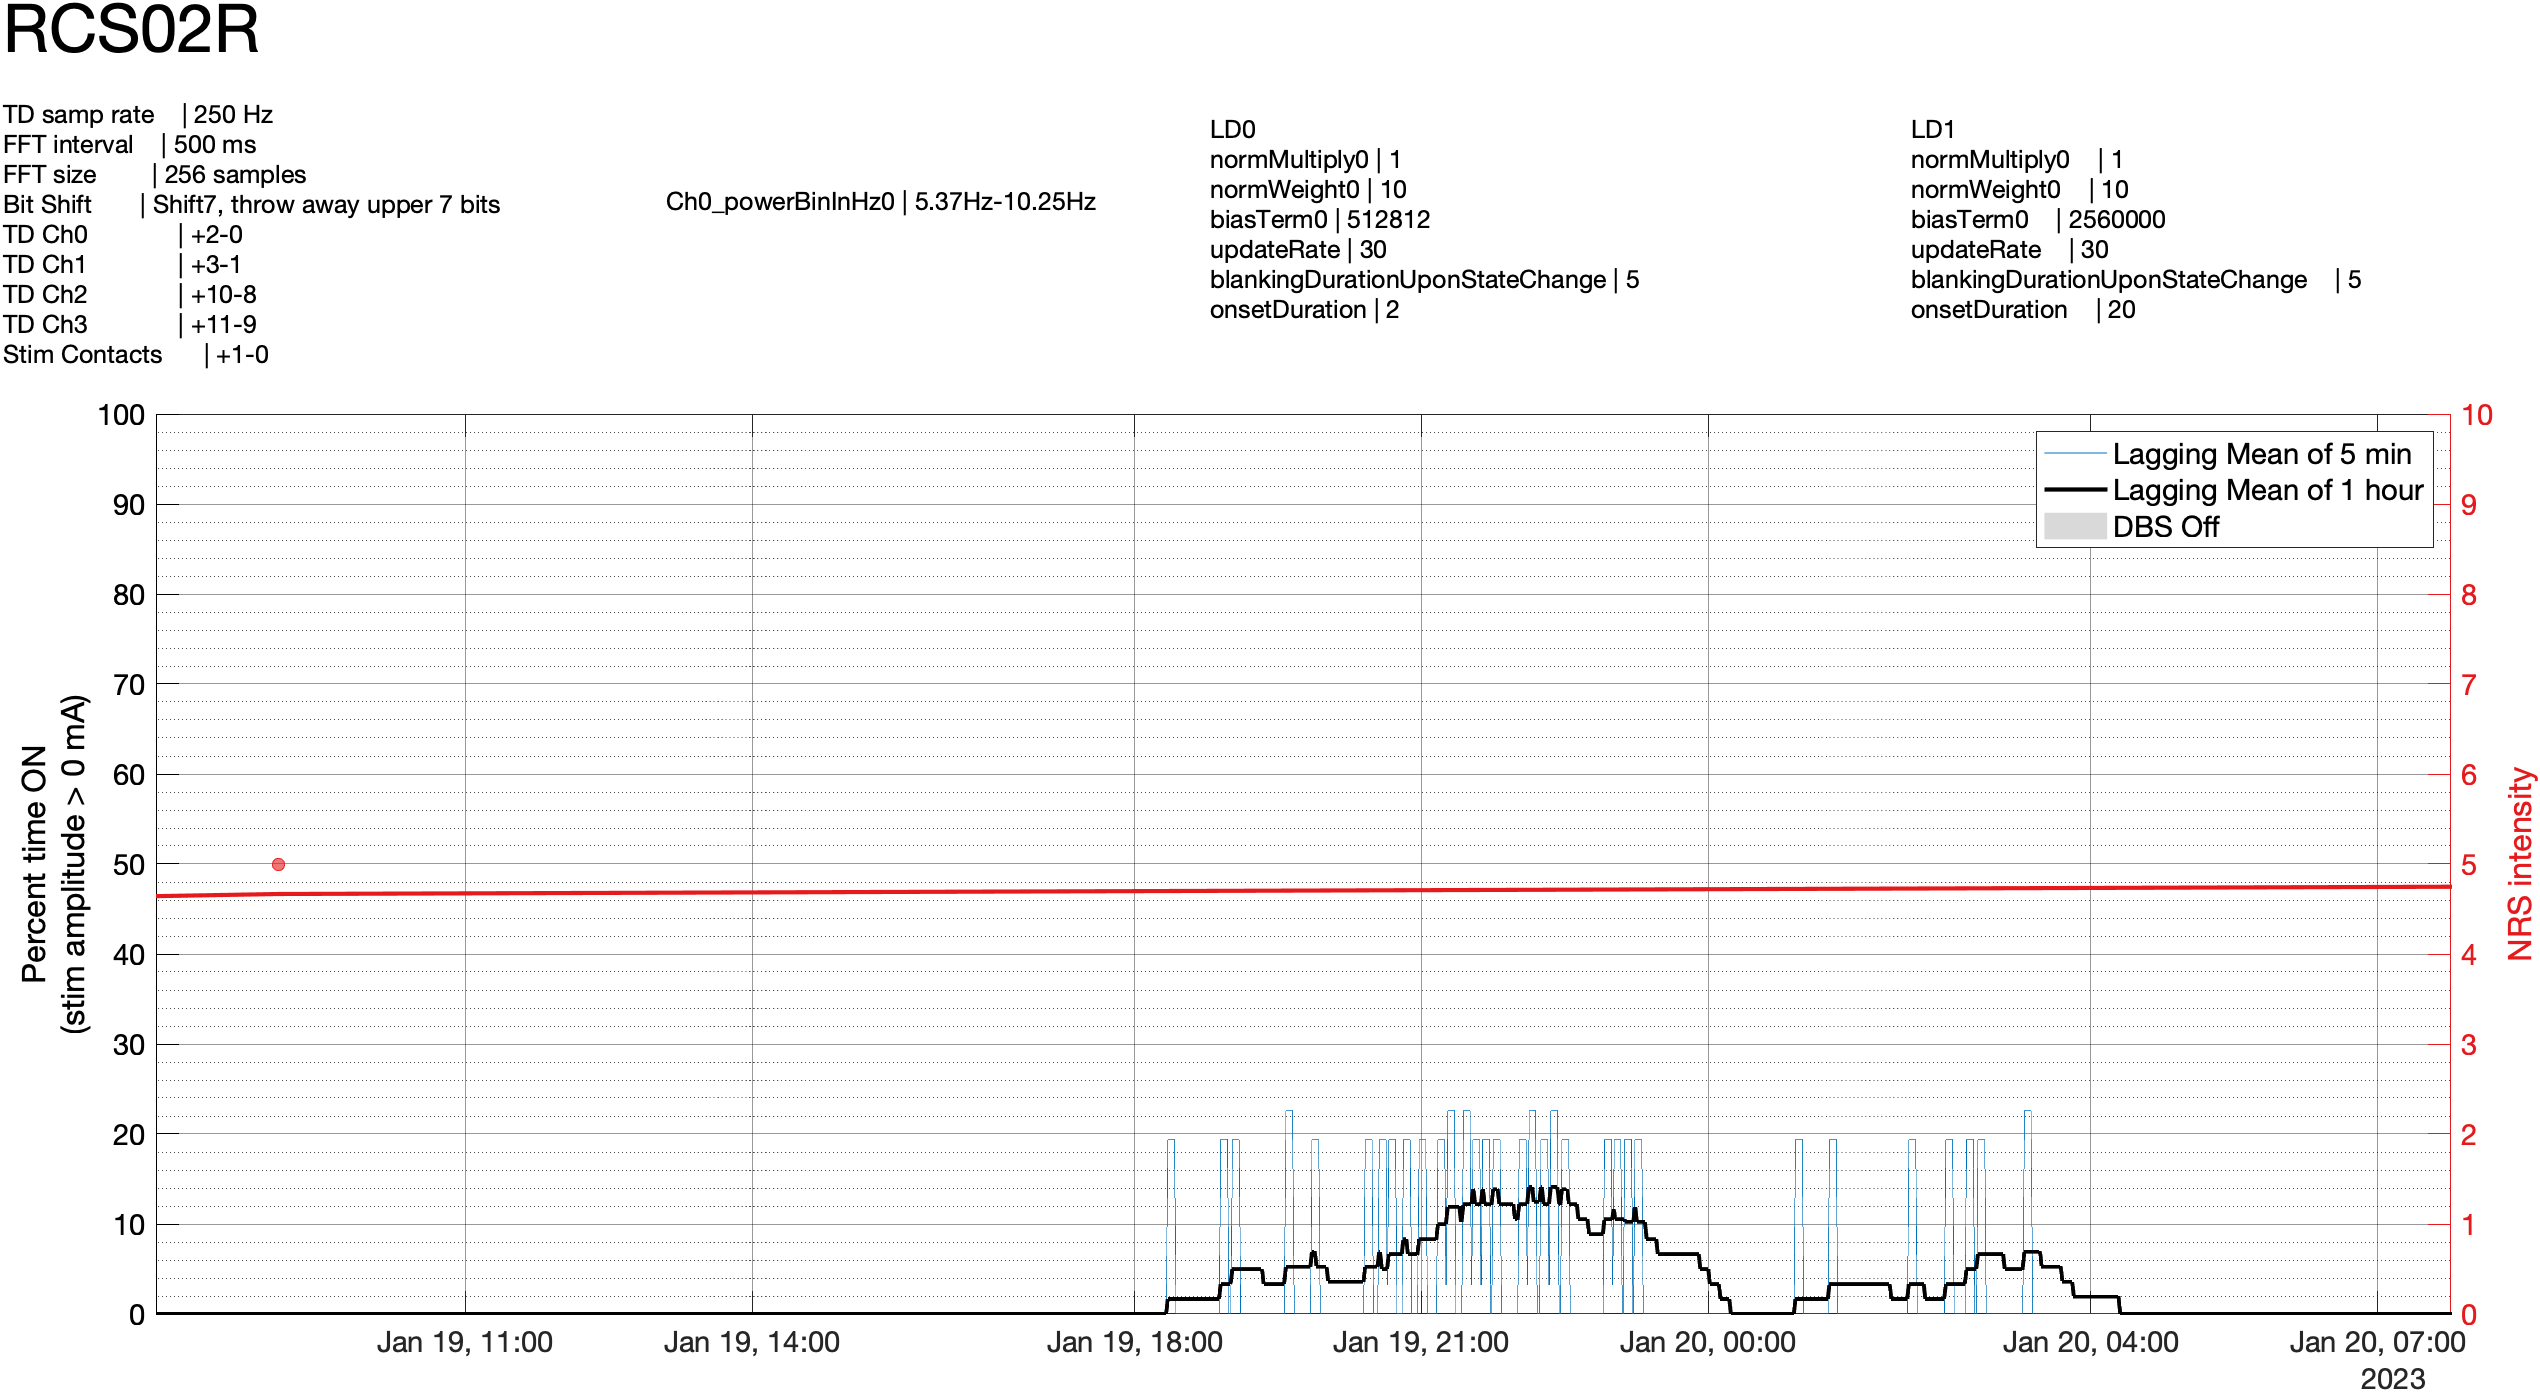 RCS02R
TD samp rate | 250 Hz
FFT interval | 500 ms
FFT size | 256 samples
Bit Shift | Shift7, throw away upper 7 bits
TD Ch0 | +2-0
TD Ch1 | +3-1
TD Ch2 | +10-8
TD Ch3 | +11-9
Stim Contacts | +1-0
Ch0_powerBinInHz0 | 5.37Hz-10.25Hz
LD0
normMultiply0 | 1
normWeight0 | 10
biasTerm0 | 512812
updateRate | 30
blankingDurationUponStateChange | 5
onsetDuration | 2
LD1
normMultiply0 | 1
normWeight0 | 10
biasTerm0 | 2560000
updateRate | 30
blankingDurationUponStateChange | 5
onsetDuration | 20
Percent time ON
(stim amplitude > 0 mA)
100
90
80
70
60
50
40
30
20
10
0
Lagging Mean of 5 min
Lagging Mean of 1 hour
DBS Off
10
9
8
7
6
5
4
3
2
1
0
NRS intensity
Jan 19, 11:00
Jan 19, 14:00
Jan 19, 18:00
Jan 19, 21:00
Jan 20, 00:00
Jan 20, 04:00
Jan 20, 07:00
2023